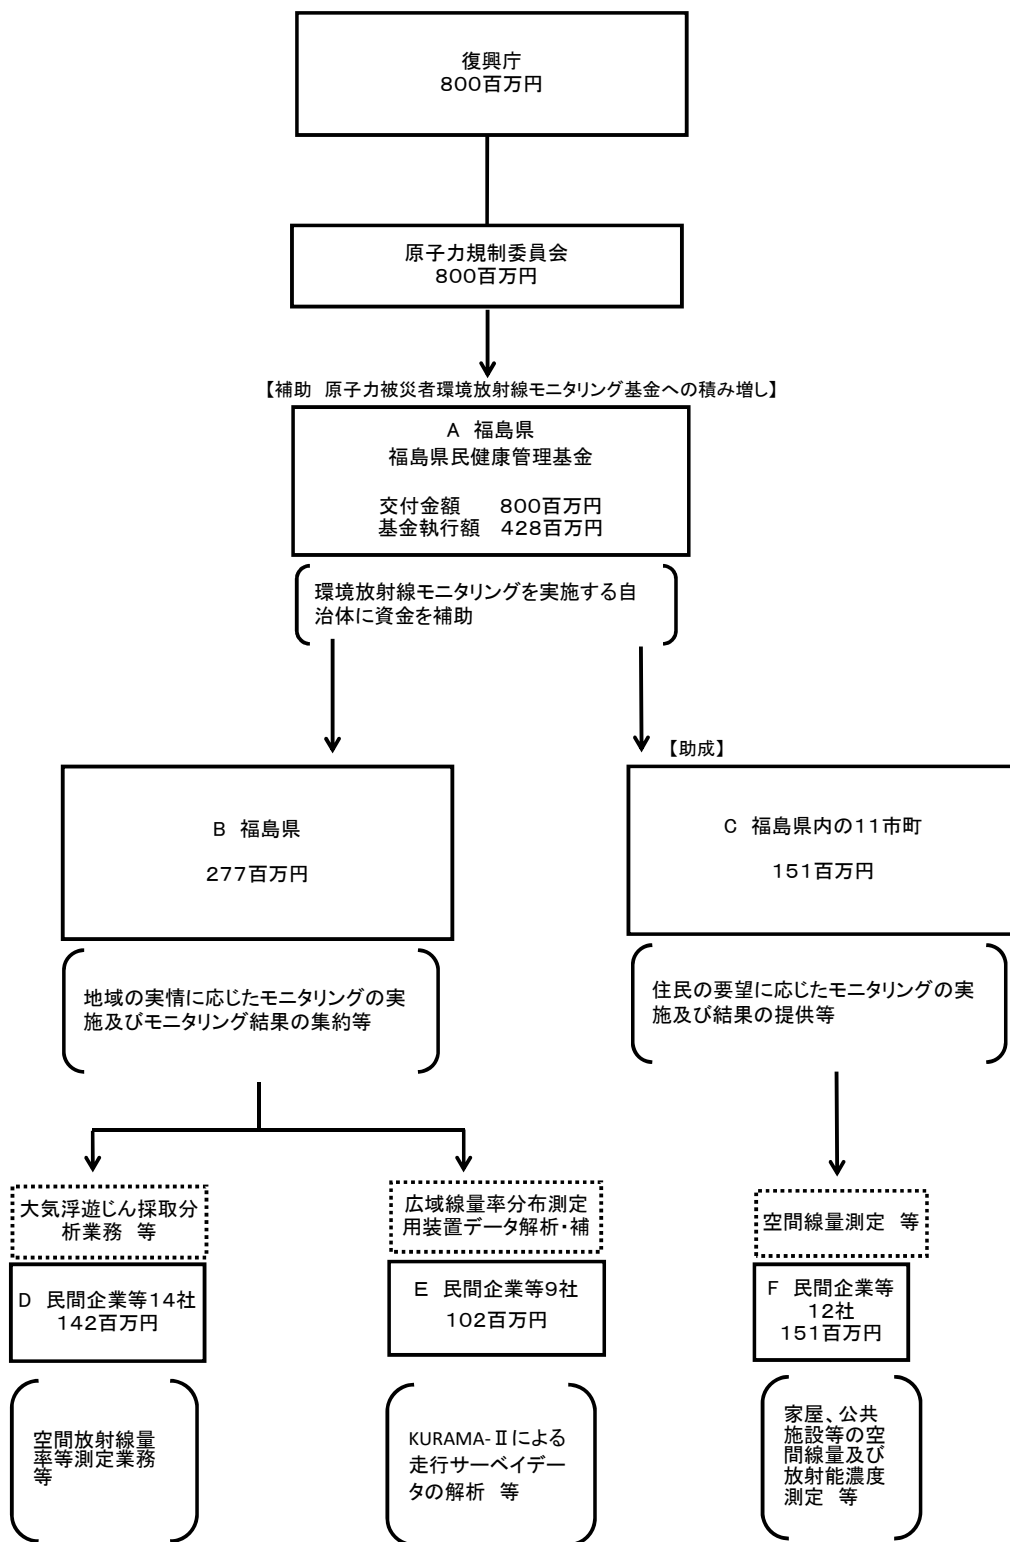 復興庁
800百万円
原子力規制委員会
800百万円
【補助　原子力被災者環境放射線モニタリング基金への積み増し】
A　福島県
福島県民健康管理基金
交付金額　　800百万円
基金執行額　428百万円
環境放射線モニタリングを実施する自
治体に資金を補助
【助成】
B　福島県
277百万円
C　福島県内の11市町
151百万円
地域の実情に応じたモニタリングの実
施及びモニタリング結果の集約等
住民の要望に応じたモニタリングの実
施及び結果の提供等
大気浮遊じん採取分
析業務　等
D　民間企業等14社
142百万円
空間放射線量
率等測定業務
等
広域線量率分布測定
用装置データ解析・補
E　民間企業等9社
102百万円
KURAMA-Ⅱによる
走行サーベイデー
タの解析　等
空間線量測定　等
F　民間企業等
12社
151百万円
家屋、公共
施設等の空
間線量及び
放射能濃度
測定　等